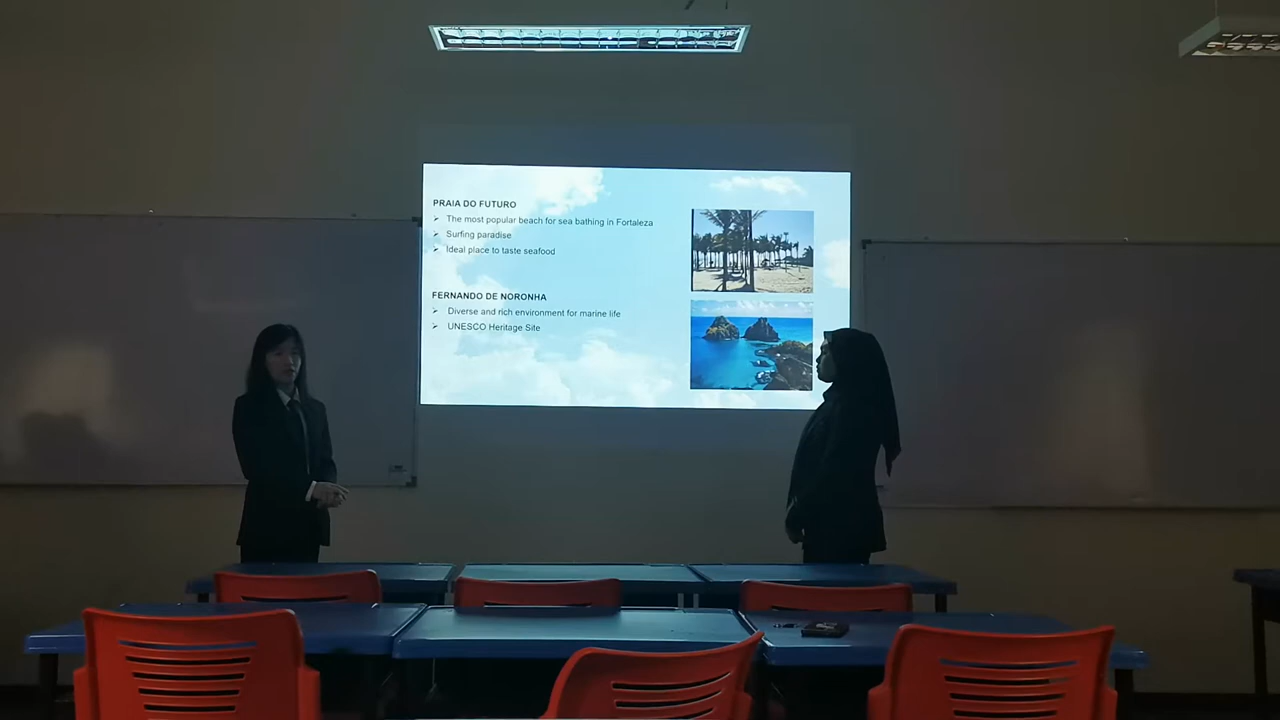 PRAIA DO FUTURO
➢ The most popular beach for sea bathing in Fortaleza
➢ Surfing paradise
➢ Ideal place to taste seafood
FERNANDO DE NORONHA
➢ Diverse and rich environment for marine life
➢ UNESCO Heritage Site